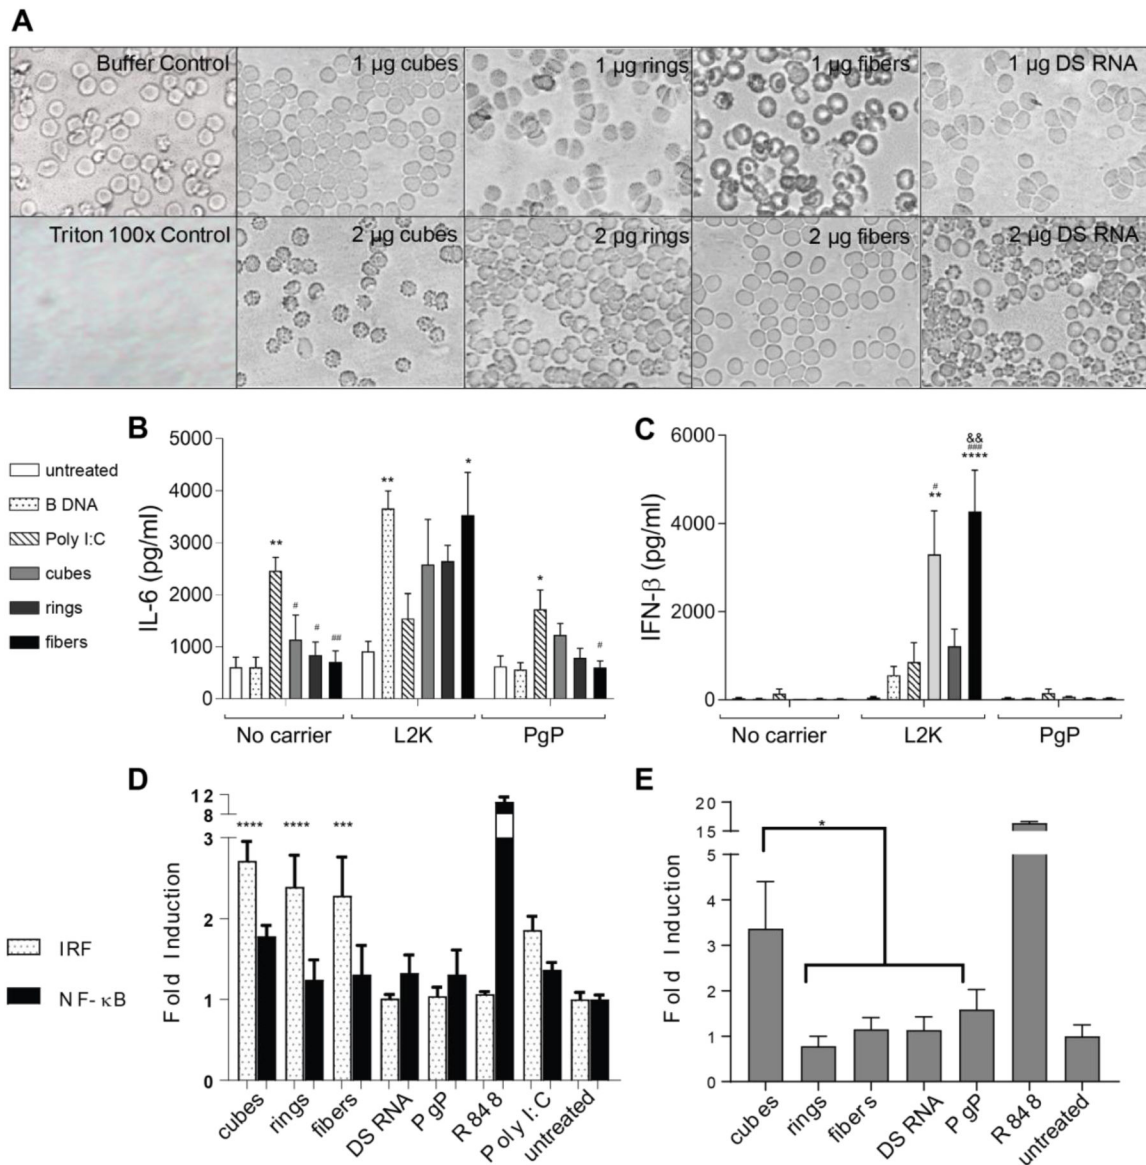 A
Buffer Control
1 µg cubes
1 µg rings
1 µg fibers
1 µg DS RNA
Triton 100x Control
2 µg cubes
2 µg rings
2 µg fibers
2 µg DS RNA
B
untreated
B DNA
Poly I:C
cubes
rings
fibers
IL-6 (pg/ml)
5000
4000
3000
2000
1000
0
**
#
#
##
**
*
*
#
No carrier
L2K
PgP
C
IFN-β (pg/ml)
6000
4000
2000
0
#
**
&&
###
****
No carrier
L2K
PgP
D
IRF
NF-κB
Fold Induction
12
8
3
2
1
0
****
****
***
cubes
rings
fibers
DS RNA
PgP
R848
Poly I:C
untreated
E
Fold Induction
20
15
5
4
3
2
1
0
*
cubes
rings
fibers
DS RNA
PgP
R848
untreated